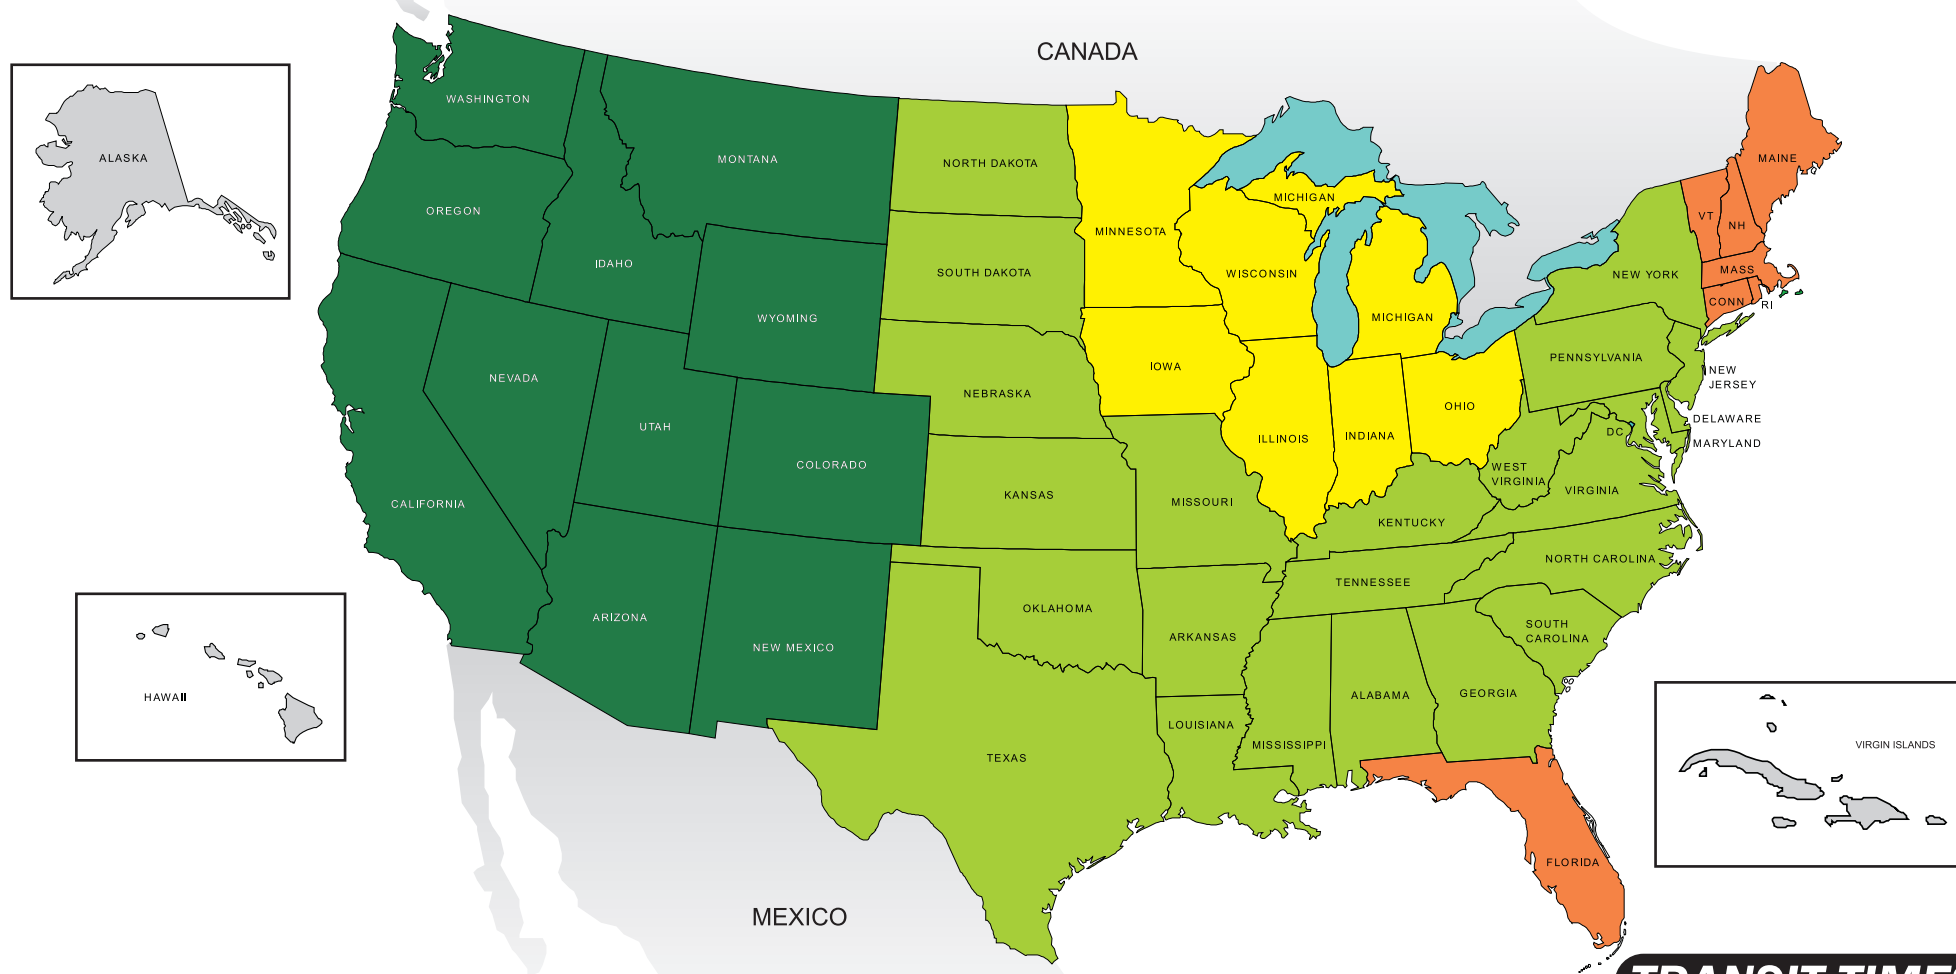 CANADA
WASHINGTON
MONTANA
NORTH DAKOTA
MAINE
ALASKA
OREGON
MICHIGAN
VT
NH
MINNESOTA
IDAHO
SOUTH DAKOTA
WISCONSIN
NEW YORK
MASS
CONN
RI
WYOMING
MICHIGAN
NEVADA
NEBRASKA
IOWA
PENNSYLVANIA
NEW
JERSEY
OHIO
UTAH
COLORADO
ILLINOIS
INDIANA
DC
DELAWARE
MARYLAND
WEST
VIRGINIA
VIRGINIA
CALIFORNIA
KANSAS
MISSOURI
KENTUCKY
NORTH CAROLINA
TENNESSEE
ARIZONA
NEW MEXICO
OKLAHOMA
ARKANSAS
SOUTH
CAROLINA
HAWAII
ALABAMA
GEORGIA
LOUISIANA
MISSISSIPPI
TEXAS
VIRGIN ISLANDS
FLORIDA
MEXICO
TRANSIT TIME